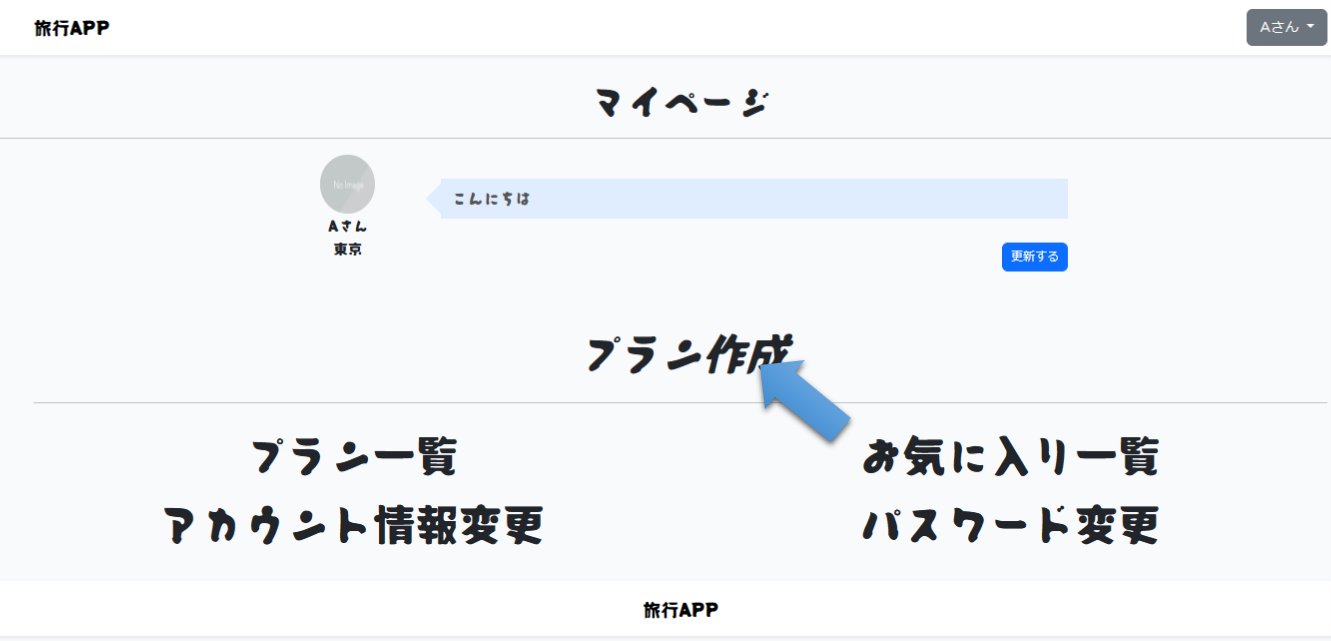 旅行APP
Aさん
マイページ
No Image
こんにちは
Aさん
東京
更新する
プラン作成
プラン一覧
お気に入り一覧
アカウント情報変更
パスワード変更
旅行APP